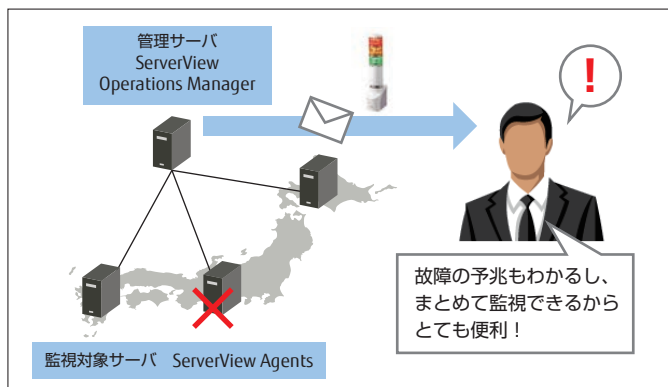 管理サーバ
ServerView
Operations Manager
!
故障の予兆もわかるし、
まとめて監視できるから
とても便利！
監視対象サーバ　ServerView Agents